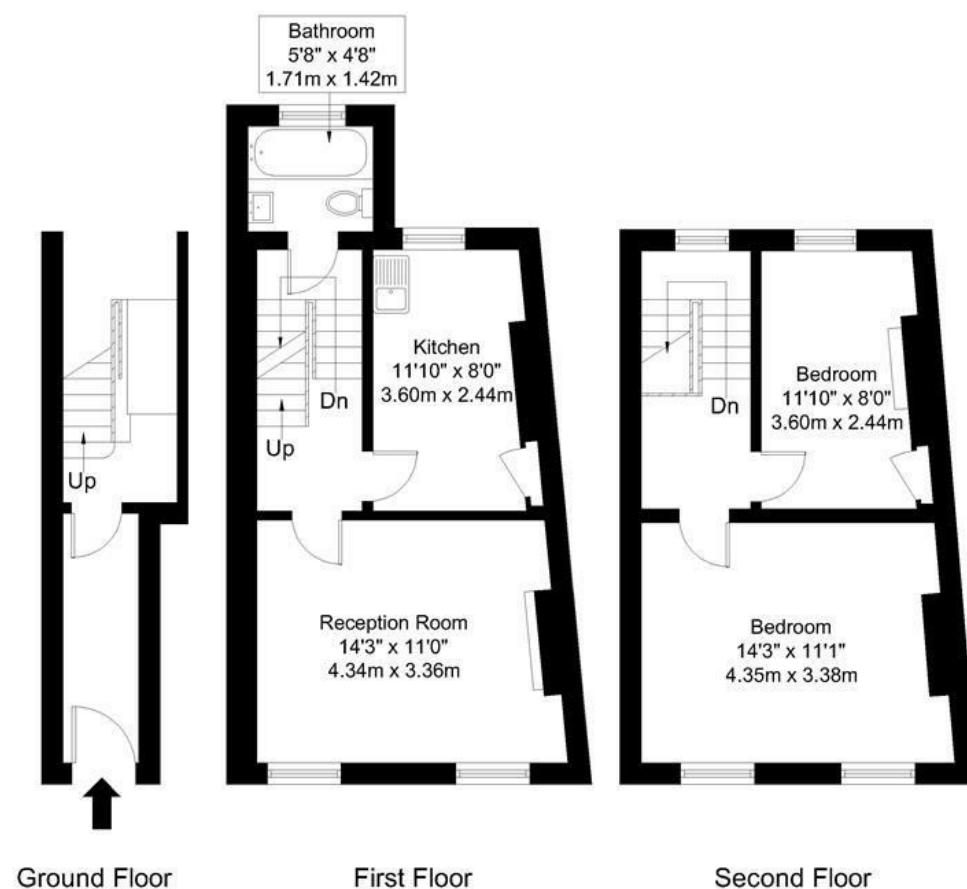 Bathroom
5'8" x 4'8"
1.71m x 1.42m
Up
Kitchen
11'10" x 8'0"
3.60m x 2.44m
Dn
Up
Reception Room
14'3" x 11'0"
4.34m x 3.36m
Bedroom
11'10" x 8'0"
3.60m x 2.44m
Dn
Bedroom
14'3" x 11'1"
4.35m x 3.38m
Ground Floor
First Floor
Second Floor